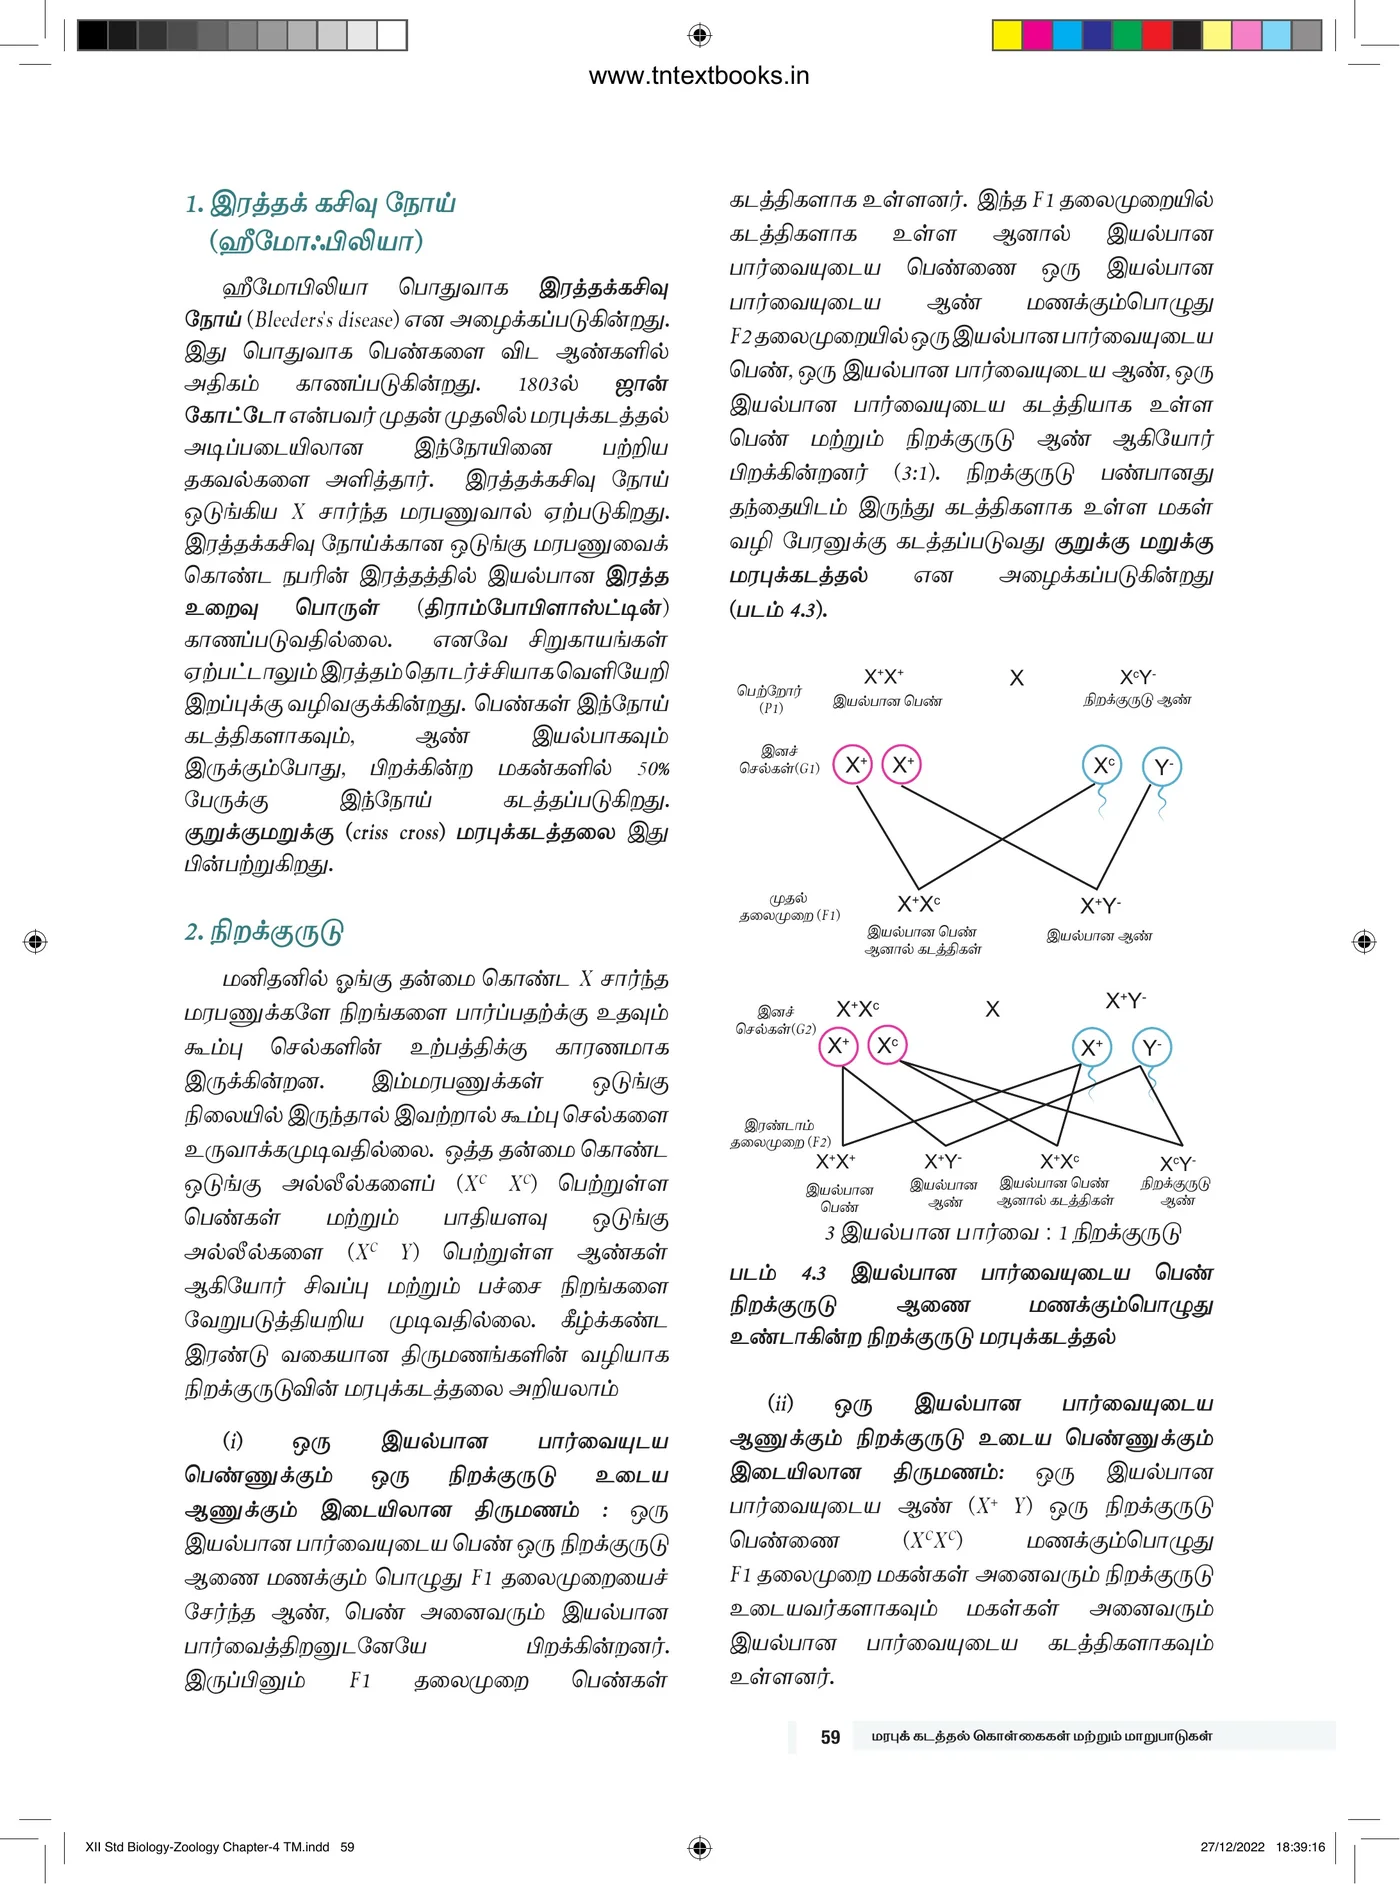 www.tntextbooks.in
1. இரத்தக் கசிவு நோய்
(ஹீமோஃபிலியா)
ஹீமோபிலியா பொதுவாக இரத்தக்கசிவு
நோய் (Bleeders's disease) என அழைக்கப்படுகின்றது.
இது பொதுவாக பெண்களை விட ஆண்களில்
அதிகம் காணப்படுகின்றது. 1803ல் ஜான்
கோட்டோ என்பவர் முதன் முதலில் மரபுக்கடத்தல்
அடிப்படையிலான இந்நோயினை பற்றிய
தகவல்களை அளித்தார். இரத்தக்கசிவு நோய்
ஒடுங்கிய X சார்ந்த மரபணுவால் ஏற்படுகிறது.
இரத்தக்கசிவு நோய்க்கான ஒடுங்கு மரபணுவைக்
கொண்ட நபரின் இரத்தத்தில் இயல்பான இரத்த
உறைவு பொருள் (திராம்போபிளாஸ்ட்டின்)
காணப்படுவதில்லை. எனவே சிறுகாயங்கள்
ஏற்பட்டாலும் இரத்தம் தொடர்ச்சியாக வெளியேறி
இறப்புக்கு வழிவகுக்கின்றது. பெண்கள் இந்நோய்
கடத்திகளாகவும், ஆண் இயல்பாகவும்
இருக்கும்போது, பிறக்கின்ற மகன்களில் 50%
பேருக்கு இந்நோய் கடத்தப்படுகிறது.
குறுக்குமறுக்கு (criss cross) மரபுக்கடத்தலை இது
பின்பற்றுகிறது.
2. நிறக்குருடு
மனிதனில் ஓங்கு தன்மை கொண்ட X சார்ந்த
மரபணுக்களே நிறங்களை பார்ப்பதற்க்கு உதவும்
கூம்பு செல்களின் உற்பத்திக்கு காரணமாக
இருக்கின்றன. இம்மரபணுக்கள் ஒடுங்கு
நிலையில் இருந்தால் இவற்றால் கூம்பு செல்களை
உருவாக்கமுடிவதில்லை. ஒத்த தன்மை கொண்ட
ஒடுங்கு அல்லீல்களைப் (Xᶜ Xᶜ) பெற்றுள்ள
பெண்கள் மற்றும் பாதியளவு ஒடுங்கு
அல்லீல்களை (Xᶜ Y) பெற்றுள்ள ஆண்கள்
ஆகியோர் சிவப்பு மற்றும் பச்சை நிறங்களை
வேறுபடுத்தியறிய முடிவதில்லை. கீழ்க்கண்ட
இரண்டு வகையான திருமணங்களின் வழியாக
நிறக்குருடுவின் மரபுக்கடத்தலை அறியலாம்
(i) ஒரு இயல்பான பார்வையுடய
பெண்ணுக்கும் ஒரு நிறக்குருடு உடைய
ஆணுக்கும் இடையிலான திருமணம் : ஒரு
இயல்பான பார்வையுடைய பெண் ஒரு நிறக்குருடு
ஆணை மணக்கும் பொழுது F1 தலைமுறையைச்
சேர்ந்த ஆண், பெண் அனைவரும் இயல்பான
பார்வைத்திறனுடனேயே பிறக்கின்றனர்.
இருப்பினும் F1 தலைமுறை பெண்கள்
கடத்திகளாக உள்ளனர். இந்த F1 தலைமுறையில்
கடத்திகளாக உள்ள ஆனால் இயல்பான
பார்வையுடைய பெண்ணை ஒரு இயல்பான
பார்வையுடைய ஆண் மணக்கும்பொழுது
F2 தலைமுறையில் ஒரு இயல்பான பார்வையுடைய
பெண், ஒரு இயல்பான பார்வையுடைய ஆண், ஒரு
இயல்பான பார்வையுடைய கடத்தியாக உள்ள
பெண் மற்றும் நிறக்குருடு ஆண் ஆகியோர்
பிறக்கின்றனர் (3:1). நிறக்குருடு பண்பானது
தந்தையிடம் இருந்து கடத்திகளாக உள்ள மகள்
வழி பேரனுக்கு கடத்தப்படுவது குறுக்கு மறுக்கு
மரபுக்கடத்தல் என அழைக்கப்படுகின்றது
(படம் 4.3).
X⁺X⁺ X XᶜY⁻
பெற்றோர்
(P1)
இயல்பான பெண் நிறக்குருடு ஆண்
இனச்
செல்கள்(G1)
X⁺ X⁺ Xᶜ Y⁻
முதல்
தலைமுறை (F1)
X⁺Xᶜ X⁺Y⁻
இயல்பான பெண்
ஆனால் கடத்திகள்
இயல்பான ஆண்
இனச்
செல்கள்(G2)
X⁺Xᶜ X X⁺Y⁻
X⁺ Xᶜ X⁺ Y⁻
இரண்டாம்
தலைமுறை (F2)
X⁺X⁺ X⁺Y⁻ X⁺Xᶜ XᶜY⁻
இயல்பான
பெண்
இயல்பான
ஆண்
இயல்பான பெண்
ஆனால் கடத்திகள்
நிறக்குருடு
ஆண்
3 இயல்பான பார்வை : 1 நிறக்குருடு
படம் 4.3 இயல்பான பார்வையுடைய பெண்
நிறக்குருடு ஆணை மணக்கும்பொழுது
உண்டாகின்ற நிறக்குருடு மரபுக்கடத்தல்
(ii) ஒரு இயல்பான பார்வையுடைய
ஆணுக்கும் நிறக்குருடு உடைய பெண்ணுக்கும்
இடையிலான திருமணம்: ஒரு இயல்பான
பார்வையுடைய ஆண் (X⁺ Y) ஒரு நிறக்குருடு
பெண்ணை (XᶜXᶜ) மணக்கும்பொழுது
F1 தலைமுறை மகன்கள் அனைவரும் நிறக்குருடு
உடையவர்களாகவும் மகள்கள் அனைவரும்
இயல்பான பார்வையுடைய கடத்திகளாகவும்
உள்ளனர்.
59 மரபுக் கடத்தல் கொள்கைகள் மற்றும் மாறுபாடுகள்
XII Std Biology-Zoology Chapter-4 TM.indd 59 27/12/2022 18:39:16